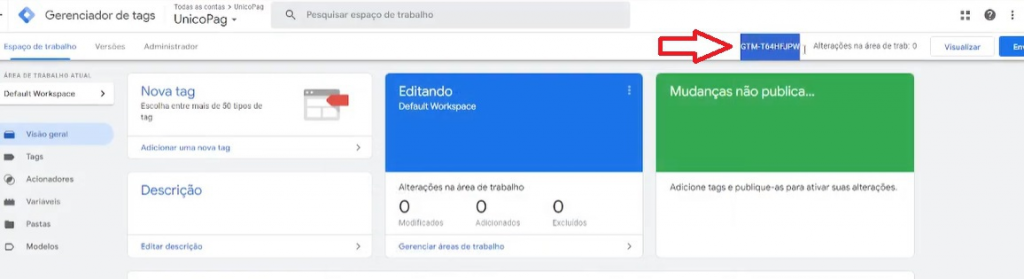 Todas as contas > UnicoPag
Gerenciador de tags
UnicoPag
Pesquisar espaço de trabalho
Espaço de trabalho
Versões
Administrador
GTM-T64HFJPW
Alterações na área de trab: 0
Visualizar
ÁREA DE TRABALHO ATUAL
Default Workspace
Visão geral
Tags
Acionadores
Variáveis
Pastas
Modelos
Nova tag
Escolha entre mais de 50 tipos de
tag
Adicionar uma nova tag
Descrição
Editar descrição
Editando
Default Workspace
Alterações na área de trabalho
0
0
0
Modificados
Adicionados
Excluídos
Gerenciar áreas de trabalho
Mudanças não publica...
Adicione tags e publique-as para ativar suas alterações.